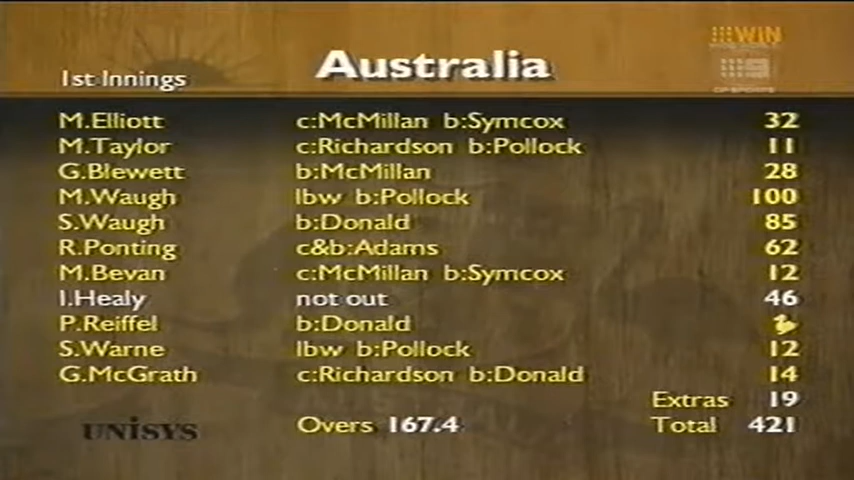 WIN
Australia
1st Innings
M.Elliott c:McMillan b:Symcox 32
M.Taylor c:Richardson b:Pollock 11
G.Blewett b:McMillan 28
M.Waugh lbw b:Pollock 100
S.Waugh b:Donald 85
R.Ponting c&b:Adams 62
M.Bevan c:McMillan b:Symcox 12
I.Healy not out 46
P.Reiffel b:Donald
S.Warne lbw b:Pollock 12
G.McGrath c:Richardson b:Donald 14
Extras 19
UNISYS Overs 167.4 Total 421